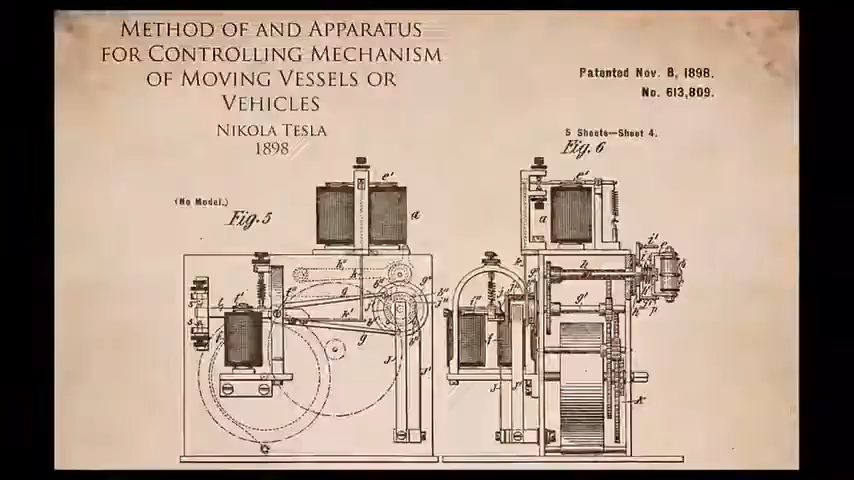 METHOD OF AND APPARATUS
FOR CONTROLLING MECHANISM
OF MOVING VESSELS OR
VEHICLES
NIKOLA TESLA
1898
Patented Nov. 8, 1898.
No. 613,809.
5 Sheets—Sheet 4.
Fig. 6
(No Model.)
Fig. 5